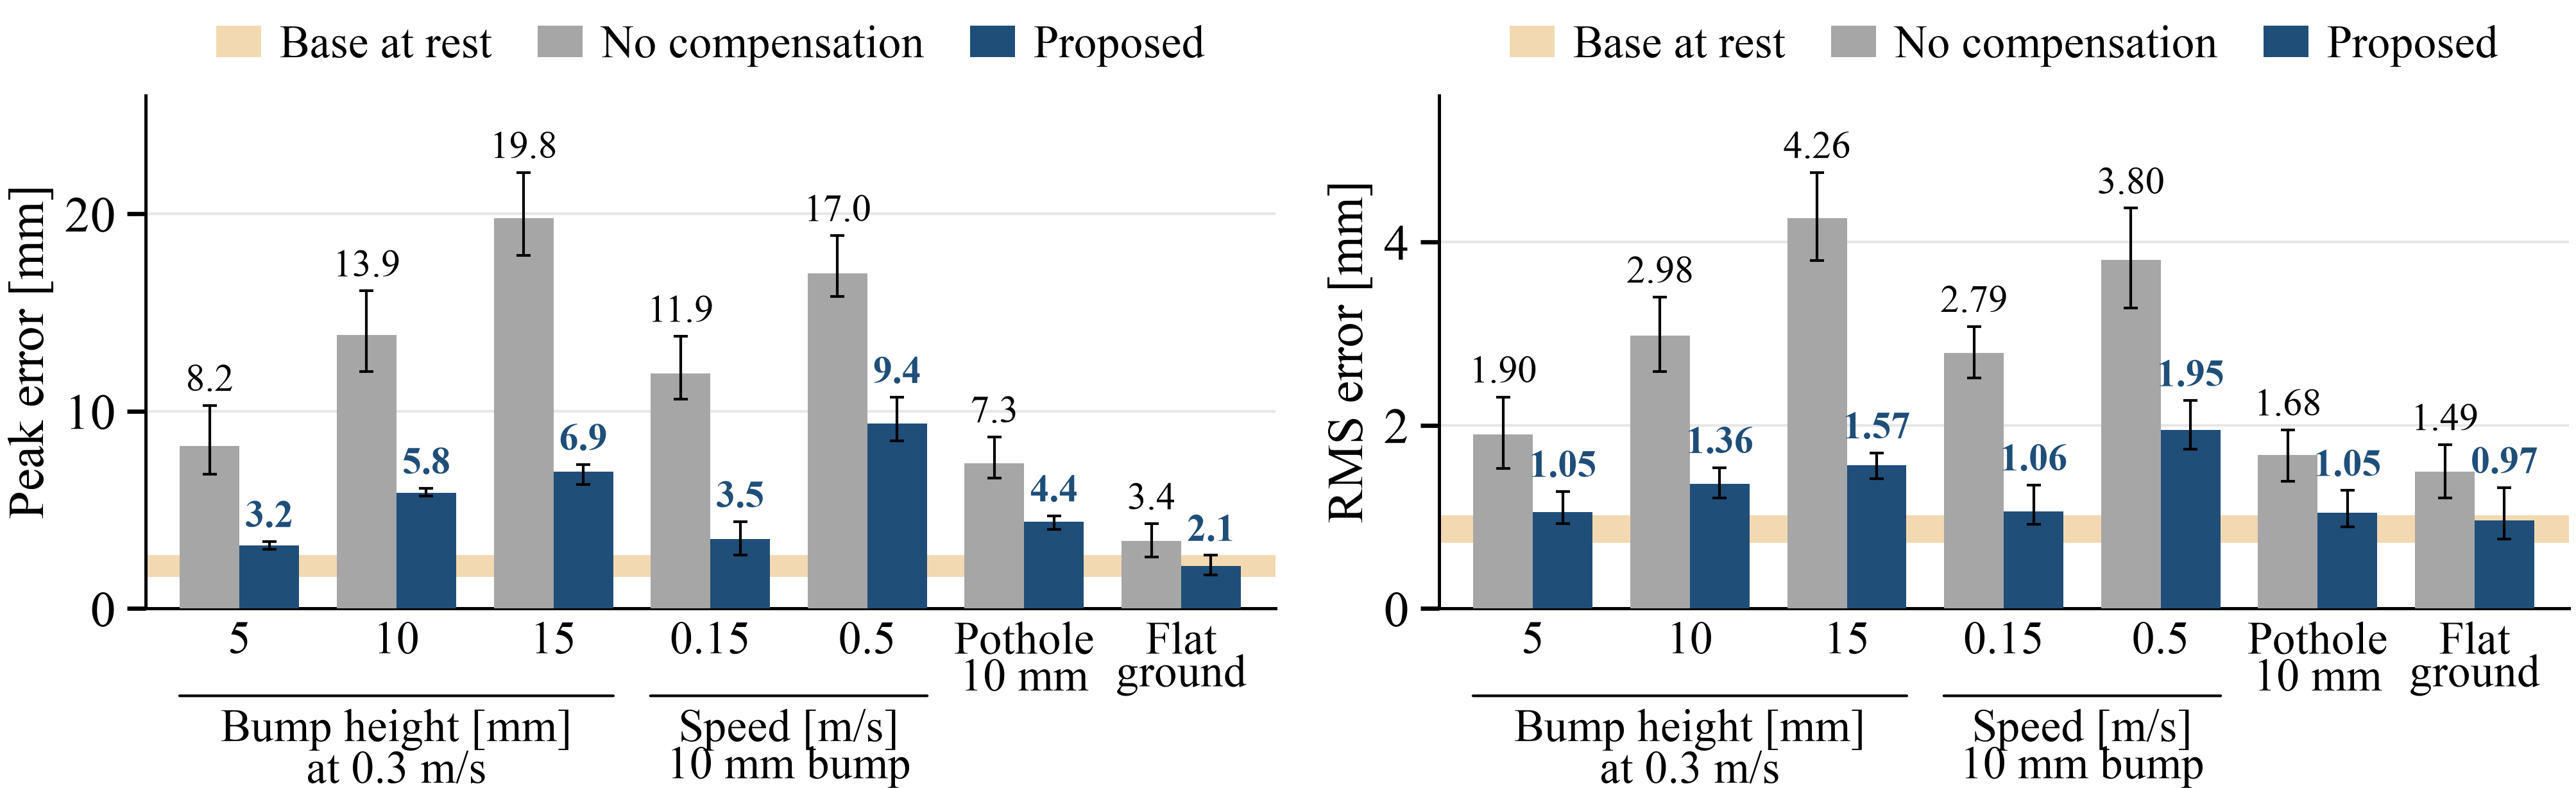 Base at rest No compensation Proposed
Peak error [mm]
20
10
0
8.2
3.2
13.9
5.8
19.8
6.9
11.9
3.5
17.0
9.4
7.3
4.4
3.4
2.1
5 10 15 0.15 0.5 Pothole Flat
10 mm ground
Bump height [mm] Speed [m/s]
at 0.3 m/s 10 mm bump
Base at rest No compensation Proposed
RMS error [mm]
4
2
0
1.90
1.05
2.98
1.36
4.26
1.57
2.79
1.06
3.80
1.95
1.68
1.05
1.49
0.97
5 10 15 0.15 0.5 Pothole Flat
10 mm ground
Bump height [mm] Speed [m/s]
at 0.3 m/s 10 mm bump